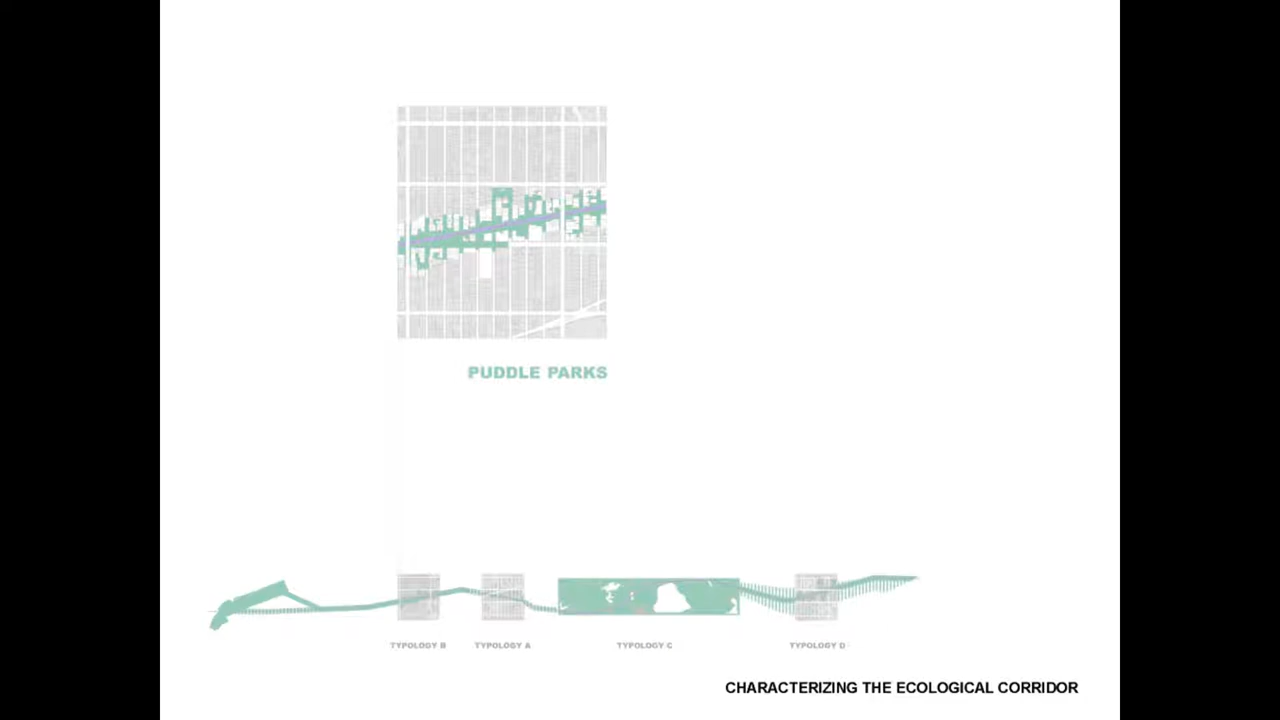 PUDDLE PARKS
TYPOLOGY B
TYPOLOGY A
TYPOLOGY C
TYPOLOGY D
CHARACTERIZING THE ECOLOGICAL CORRIDOR